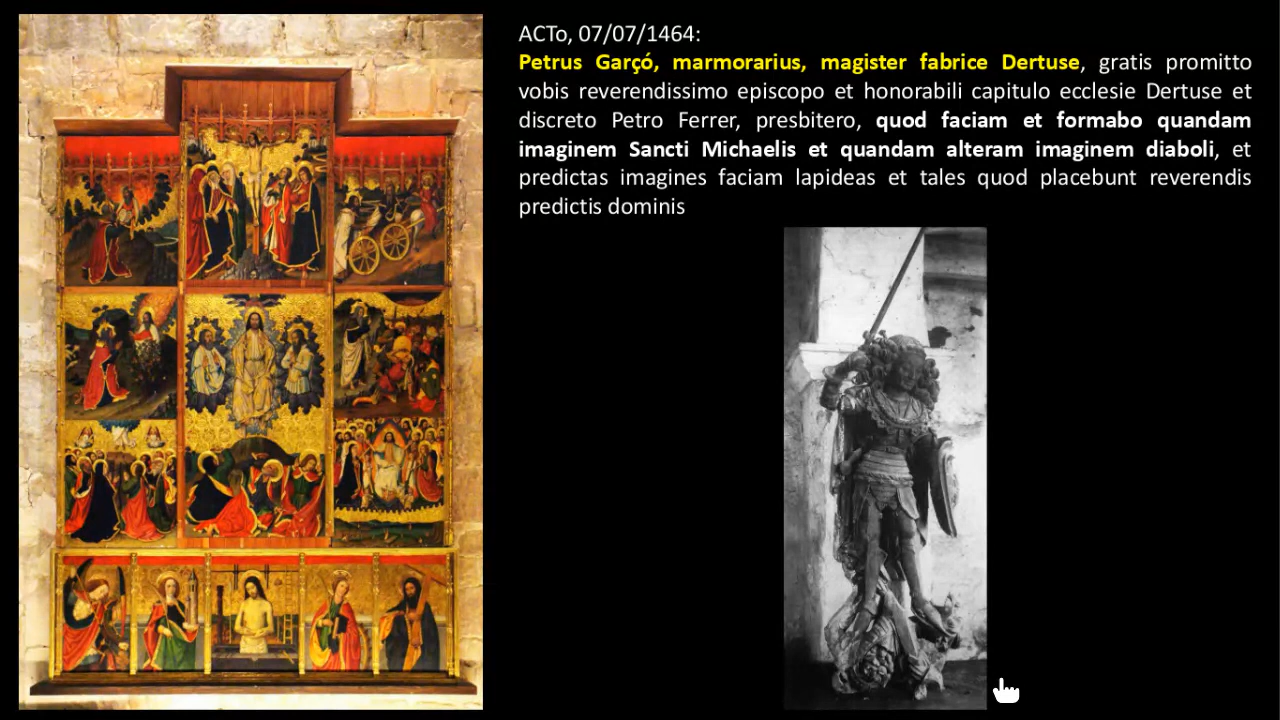 ACTo, 07/07/1464:
Petrus Garçó, marmorarius, magister fabrice Dertuse, gratis promitto
vobis reverendissimo episcopo et honorabili capitulo ecclesie Dertuse et
discreto Petro Ferrer, presbitero, quod faciam et formabo quandam
imaginem Sancti Michaelis et quandam alteram imaginem diaboli, et
predictas imagines faciam lapideas et tales quod placebunt reverendis
predictis dominis